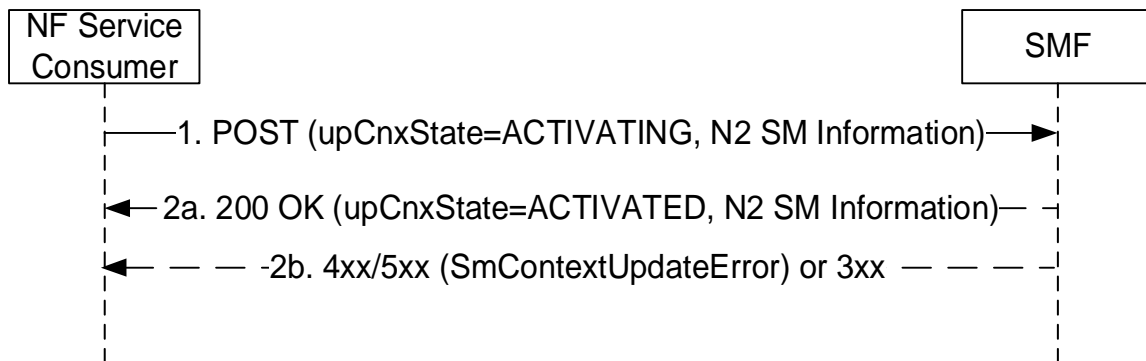 NF Service
Consumer
SMF
1. POST (upCnxState=ACTIVATING, N2 SM Information)
2a. 200 OK (upCnxState=ACTIVATED, N2 SM Information)
2b. 4xx/5xx (SmContextUpdateError) or 3xx